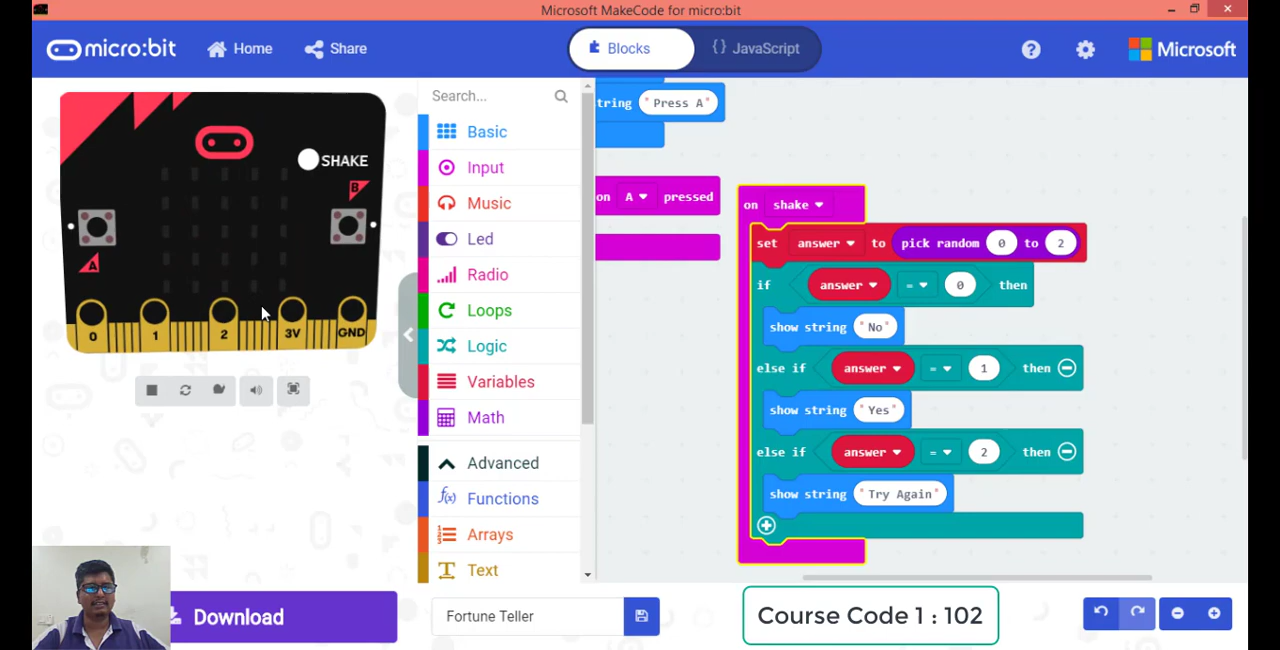 Microsoft MakeCode for micro:bit
micro:bit
Home
Share
Blocks
{} JavaScript
?
Microsoft
SHAKE
B
A
0 1 2 3V GND
Download
Search...
Basic
Input
Music
Led
Radio
Loops
Logic
Variables
Math
Advanced
f(x) Functions
Arrays
T Text
tring "Press A"
on A pressed
on shake
set answer to pick random 0 to 2
if answer = 0 then
show string "No"
else if answer = 1 then
show string "Yes"
else if answer = 2 then
show string "Try Again"
Fortune Teller
Course Code 1 : 102